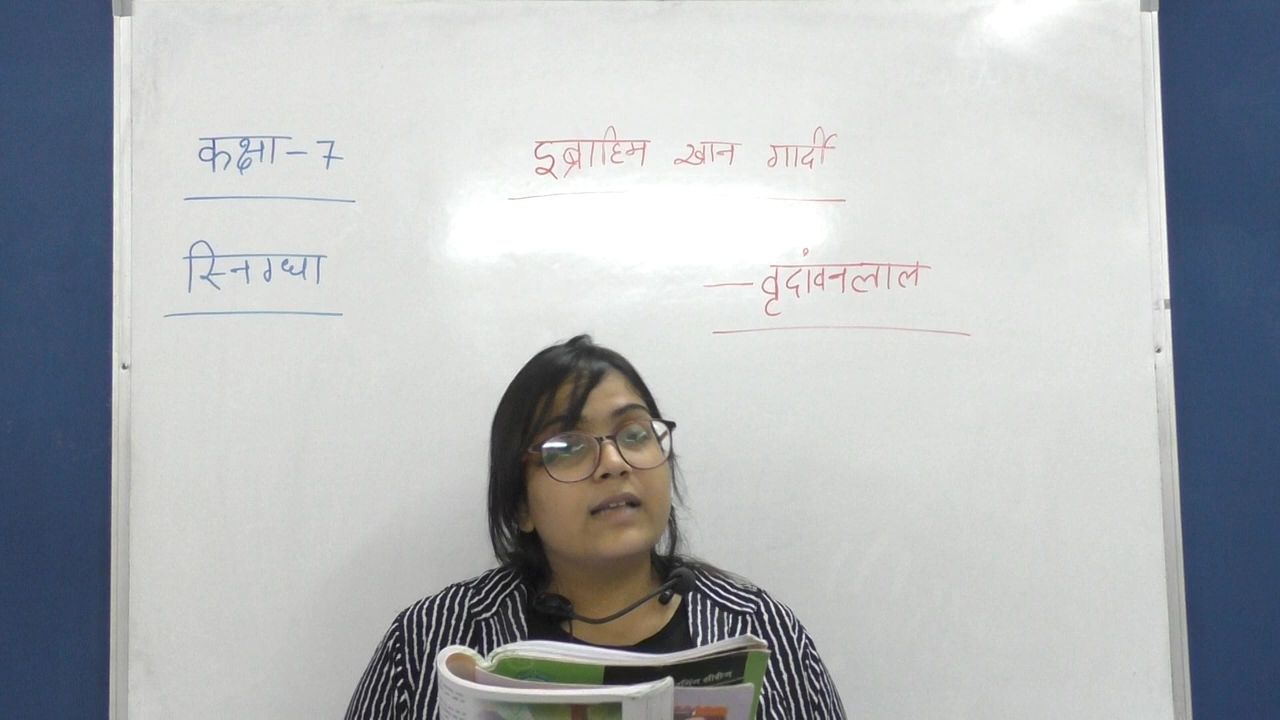 कक्षा - 7
इब्राहिम खान गार्दी
स्निग्धा
— वृदांवनलाल
सीरीज